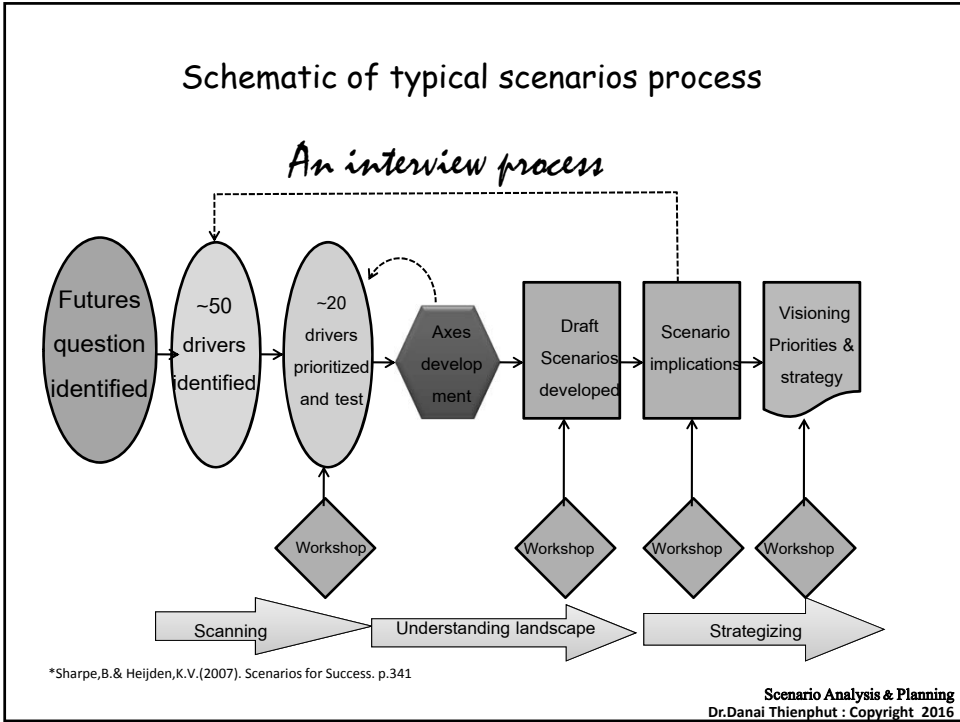 Schematic of typical scenarios process
An interview process
Futures
question
identified
~50
drivers
identified
~20
drivers
prioritized
and test
Axes
develop
ment
Draft
Scenarios
developed
Scenario
implications
Visioning
Priorities &
strategy
Workshop
Workshop
Workshop
Workshop
Scanning
Understanding landscape
Strategizing
*Sharpe,B.& Heijden,K.V.(2007). Scenarios for Success. p.341
Scenario Analysis & Planning
Dr.Danai Thienphut : Copyright 2016